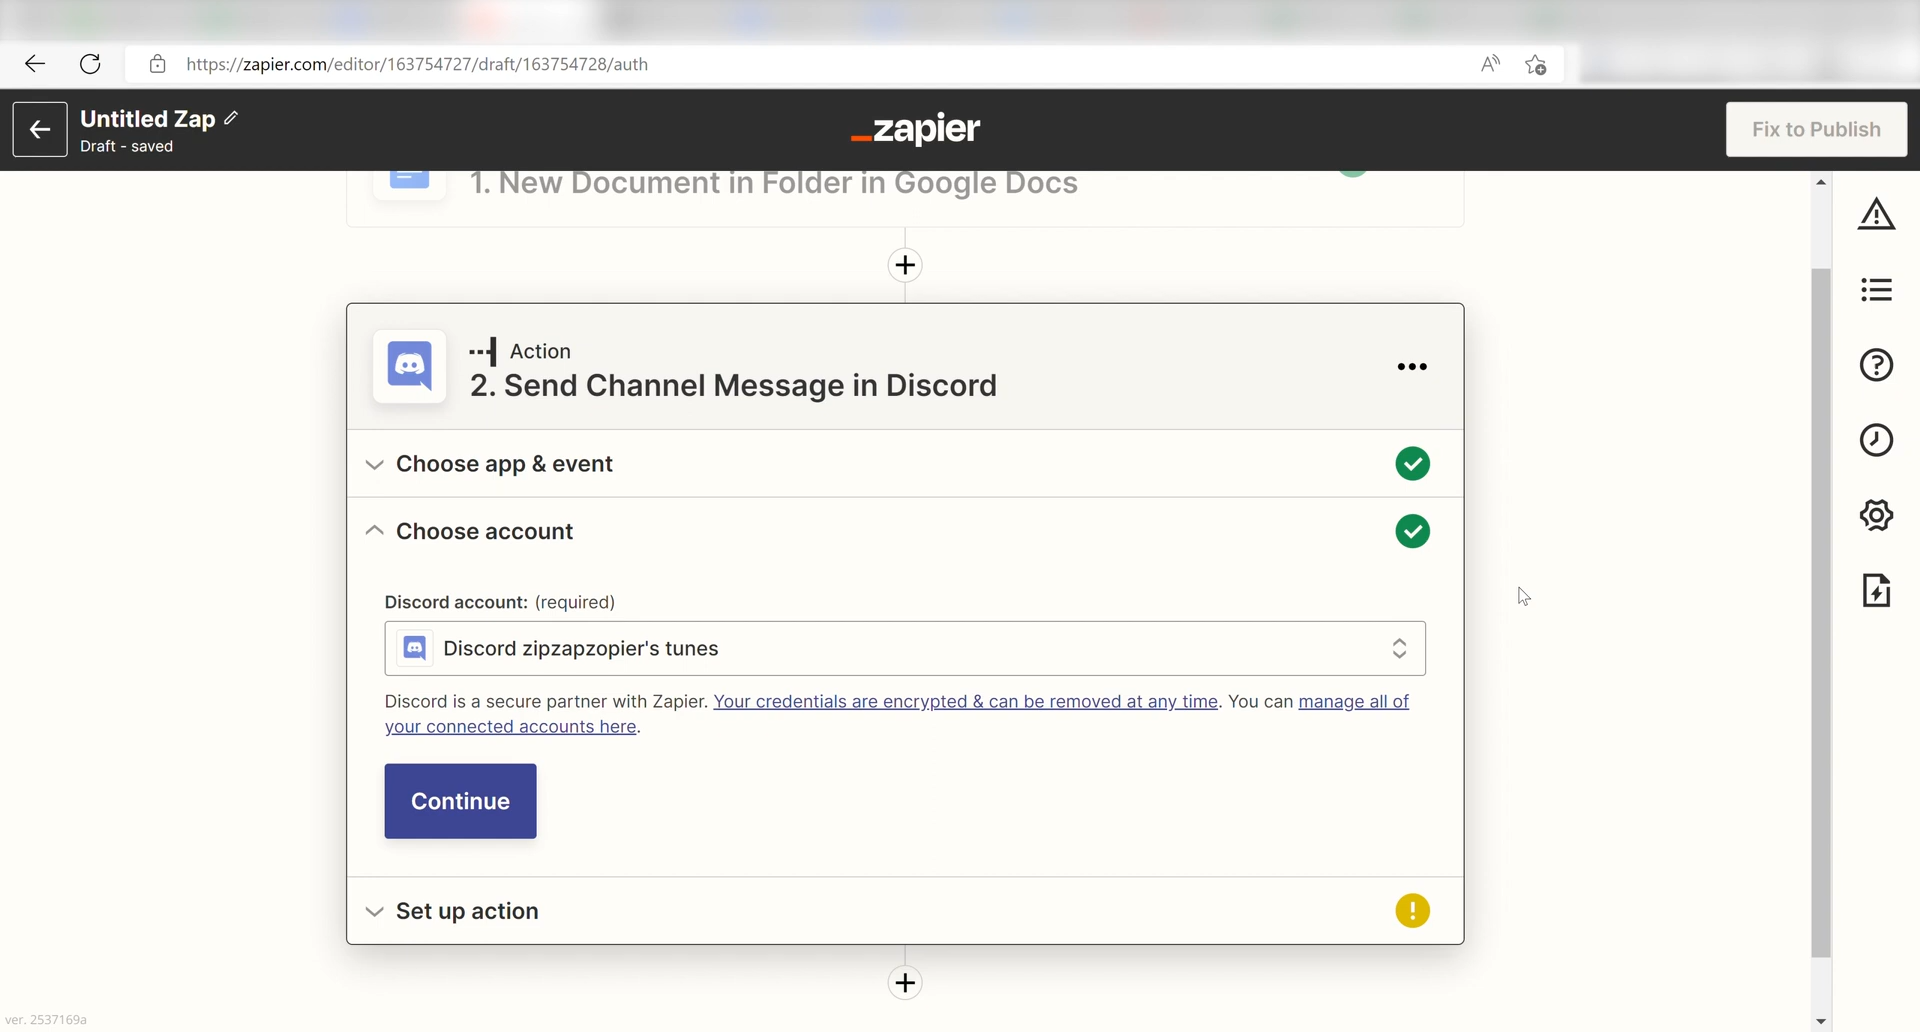 https://zapier.com/editor/163754727/draft/163754728/auth
Untitled Zap
Draft - saved
_zapier
Fix to Publish
1. New Document in Folder in Google Docs
Action
2. Send Channel Message in Discord
Choose app & event
Choose account
Discord account: (required)
Discord zipzapzopier's tunes
Discord is a secure partner with Zapier. Your credentials are encrypted & can be removed at any time. You can manage all of
your connected accounts here.
Continue
Set up action
ver. 2537169a